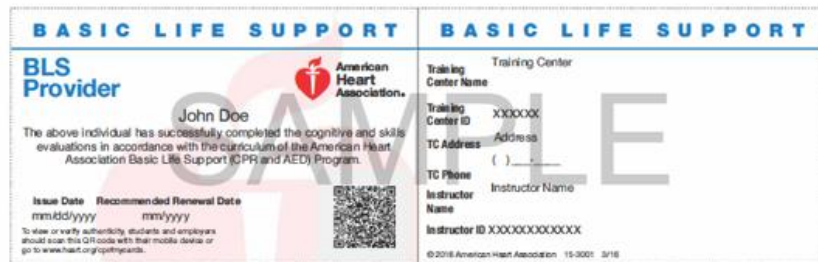 BASIC LIFE SUPPORT
BLS
Provider
American
Heart
Association®
John Doe
The above individual has successfully completed the cognitive and skills
evaluations in accordance with the curriculum of the American Heart
Association Basic Life Support (CPR and AED) Program.
Issue Date Recommended Renewal Date
mm/dd/yyyy mm/yyyy
To view or verify authenticity, students and employers
should scan this QR code with their mobile device or
go to www.heart.org/cpr/mycards.
BASIC LIFE SUPPORT
Training
Center Name Training Center
Training
Center ID XXXXXX
TC Address Address
( ) ___-____
TC Phone
Instructor
Name Instructor Name
Instructor ID XXXXXXXXXXXX
© 2016 American Heart Association 15-3001 3/16
SAMPLE